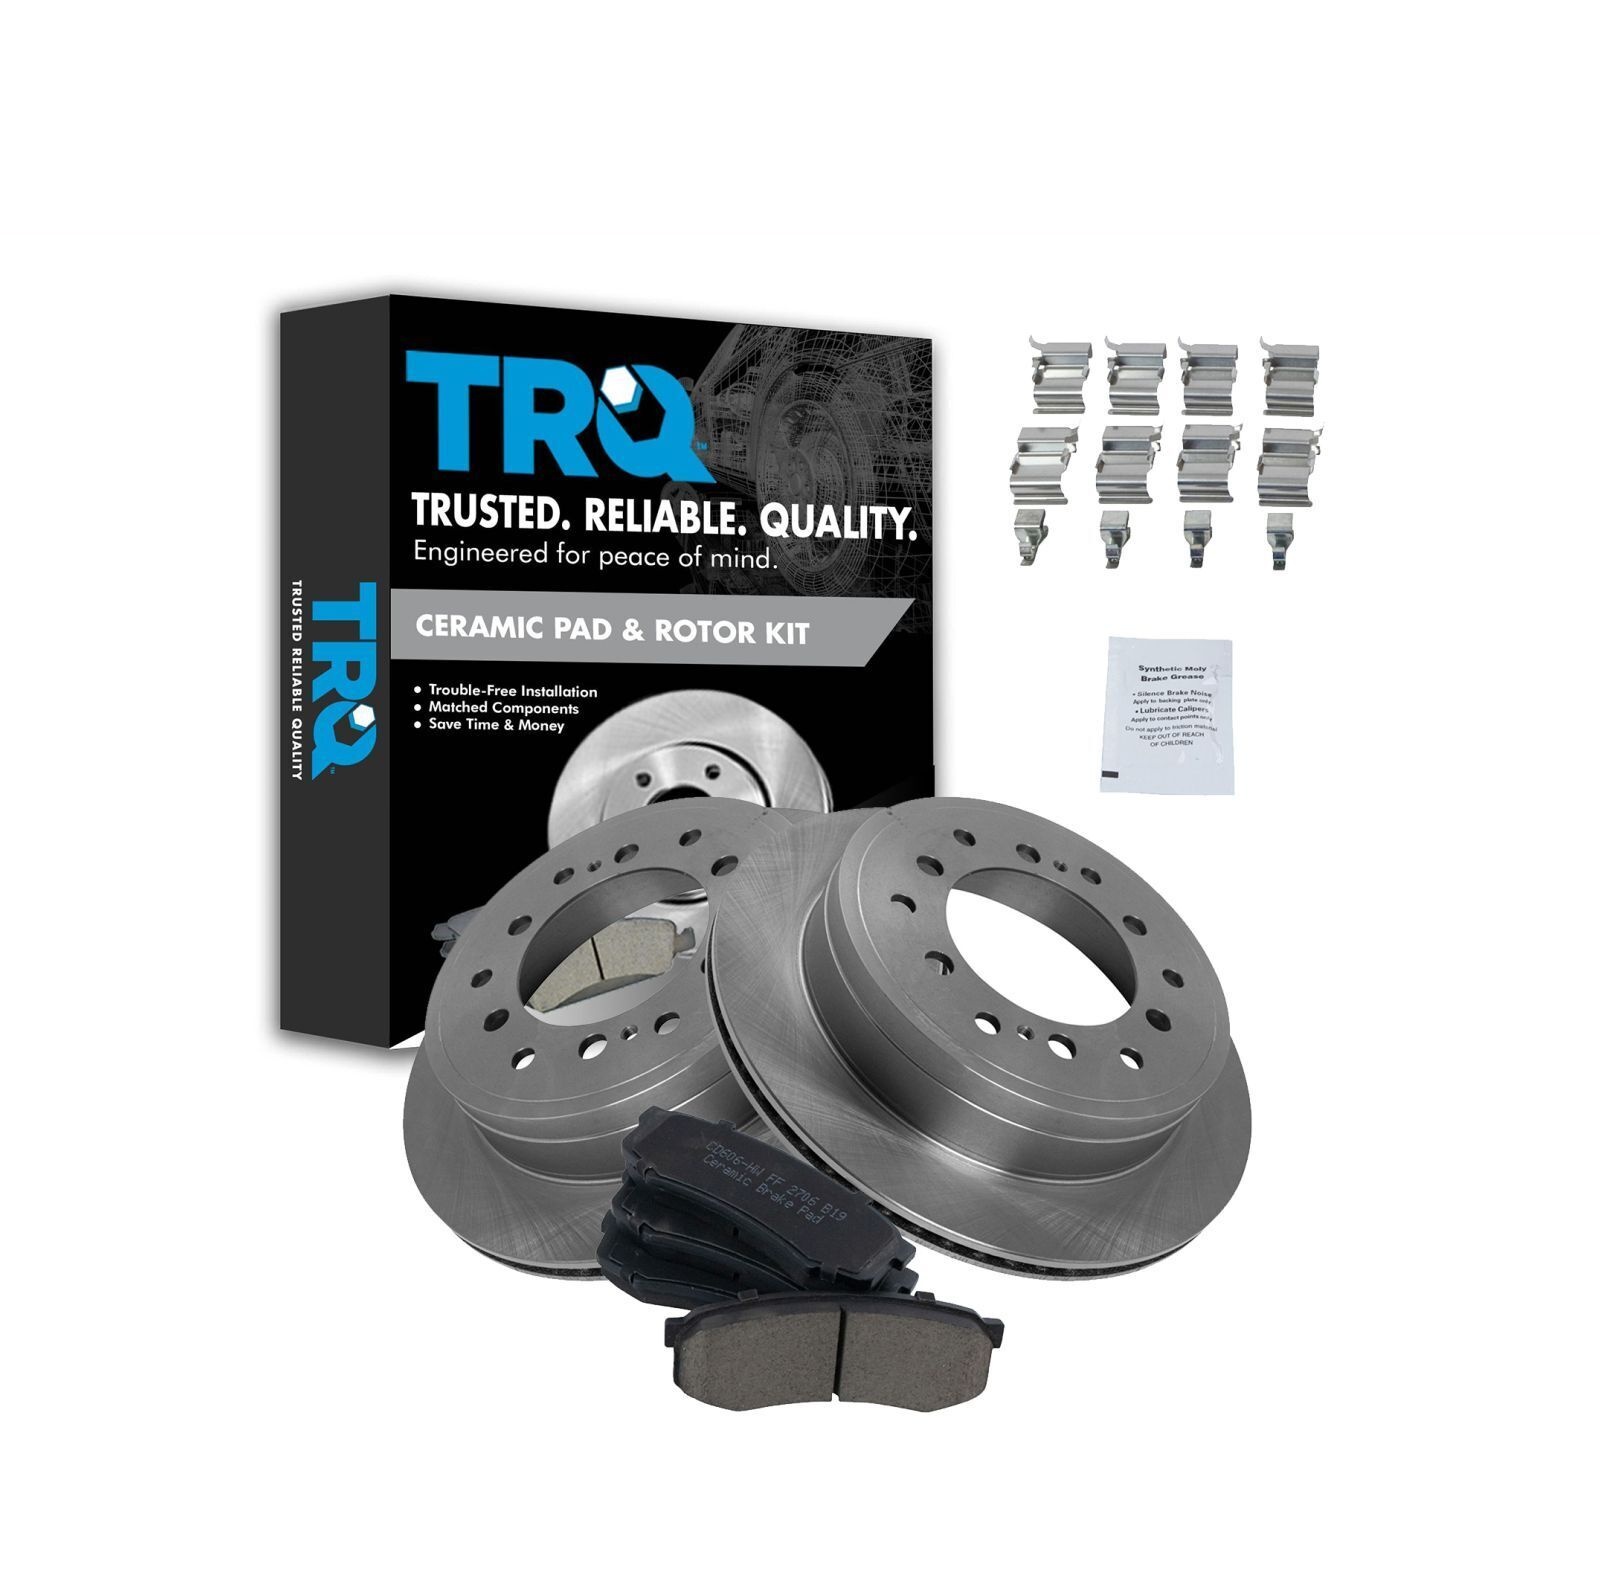 TRQ™
TRUSTED. RELIABLE. QUALITY.
Engineered for peace of mind.
CERAMIC PAD & ROTOR KIT
• Trouble-Free Installation
• Matched Components
• Save Time & Money
TRQ™
TRUSTED RELIABLE QUALITY
Synthetic Moly
Brake Grease
• Silence Brake Noise
Apply to backing plate only
• Lubricate Calipers
Apply to contact points only
Do not apply to friction material
KEEP OUT OF REACH
OF CHILDREN
CD606-HW FF 2706 B19
Ceramic Brake Pad